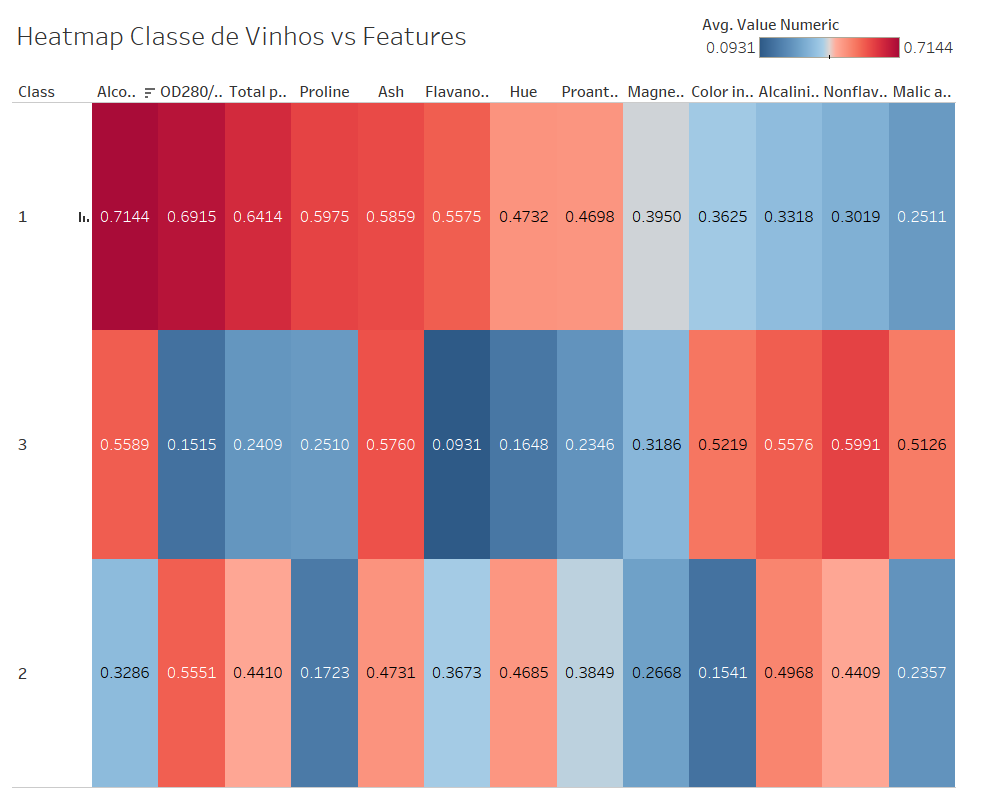 Heatmap Classe de Vinhos vs Features
Avg. Value Numeric
0.0931 0.7144
Class Alco.. OD280/.. Total p.. Proline Ash Flavano.. Hue Proant.. Magne.. Color in.. Alcalini.. Nonflav.. Malic a..
1 0.7144 0.6915 0.6414 0.5975 0.5859 0.5575 0.4732 0.4698 0.3950 0.3625 0.3318 0.3019 0.2511
3 0.5589 0.1515 0.2409 0.2510 0.5760 0.0931 0.1648 0.2346 0.3186 0.5219 0.5576 0.5991 0.5126
2 0.3286 0.5551 0.4410 0.1723 0.4731 0.3673 0.4685 0.3849 0.2668 0.1541 0.4968 0.4409 0.2357